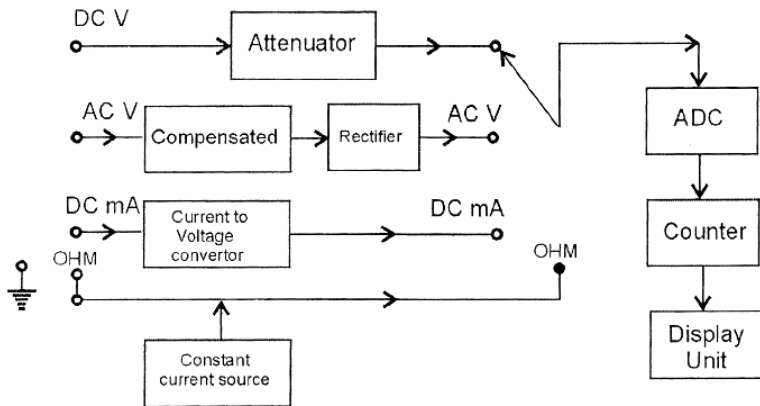 DC V
Attenuator
AC V
Compensated
Rectifier
AC V
ADC
DC mA
Current to
Voltage
convertor
DC mA
Counter
OHM
OHM
Constant
current source
Display
Unit